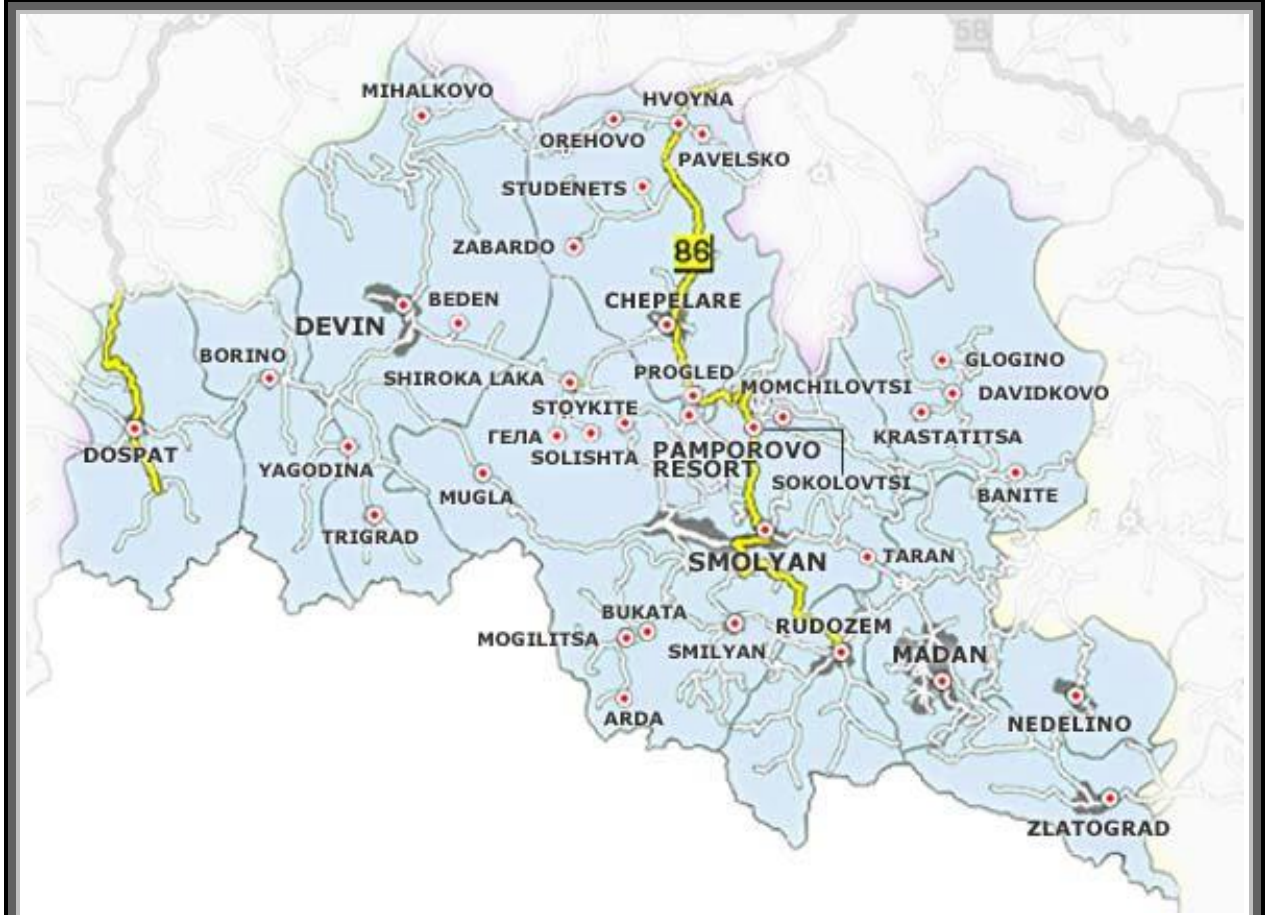 58
MIHALKOVO
HVOYNA
OREHOVO
PAVELSKO
STUDENETS
ZABARDO
86
BEDEN
CHEPELARE
DEVIN
BORINO
GLOGINO
SHIROKA LAKA
PROGLED
MOMCHILOVTSI
DAVIDKOVO
STOYKITE
ГЕЛА
KRASTATITSA
DOSPAT
SOLISHTA
PAMPOROVO
RESORT
YAGODINA
MUGLA
SOKOLOVTSI
BANITE
TRIGRAD
SMOLYAN
TARAN
BUKATA
MOGILITSA
RUDOZEM
SMILYAN
MADAN
ARDA
NEDELINO
ZLATOGRAD